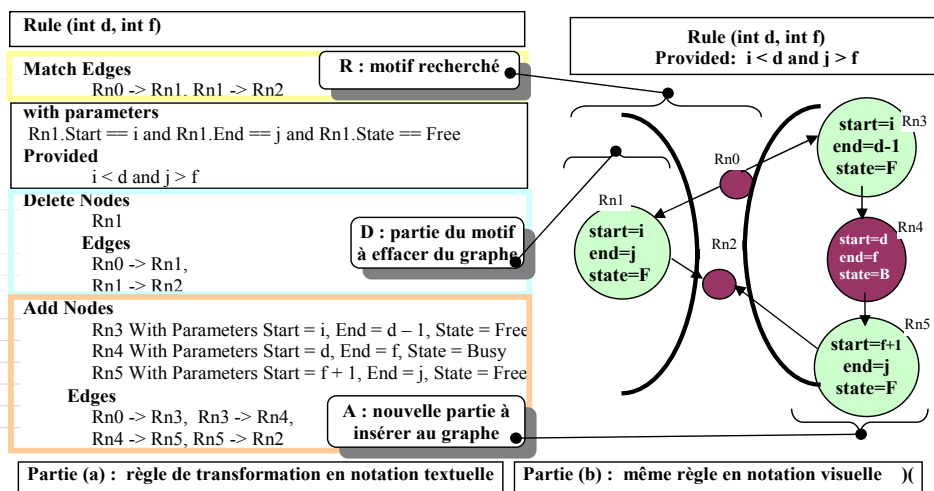 Rule (int d, int f)
Match Edges
Rn0 -> Rn1, Rn1 -> Rn2
R : motif recherché
with parameters
Rn1.Start == i and Rn1.End == j and Rn1.State == Free
Provided
i < d and j > f
Delete Nodes
Rn1
Edges
Rn0 -> Rn1,
Rn1 -> Rn2
D : partie du motif
à effacer du graphe
Add Nodes
Rn3 With Parameters Start = i, End = d – 1, State = Free
Rn4 With Parameters Start = d, End = f, State = Busy
Rn5 With Parameters Start = f + 1, End = j, State = Free
Edges
Rn0 -> Rn3, Rn3 -> Rn4,
Rn4 -> Rn5, Rn5 -> Rn2
A : nouvelle partie à
insérer au graphe
Partie (a) : règle de transformation en notation textuelle
Rule (int d, int f)
Provided: i < d and j > f
Rn1
start=i
end=j
state=F
Rn0
Rn2
Rn3
start=i
end=d-1
state=F
Rn4
start=d
end=f
state=B
Rn5
start=f+1
end=j
state=F
Partie (b) : même règle en notation visuelle )(